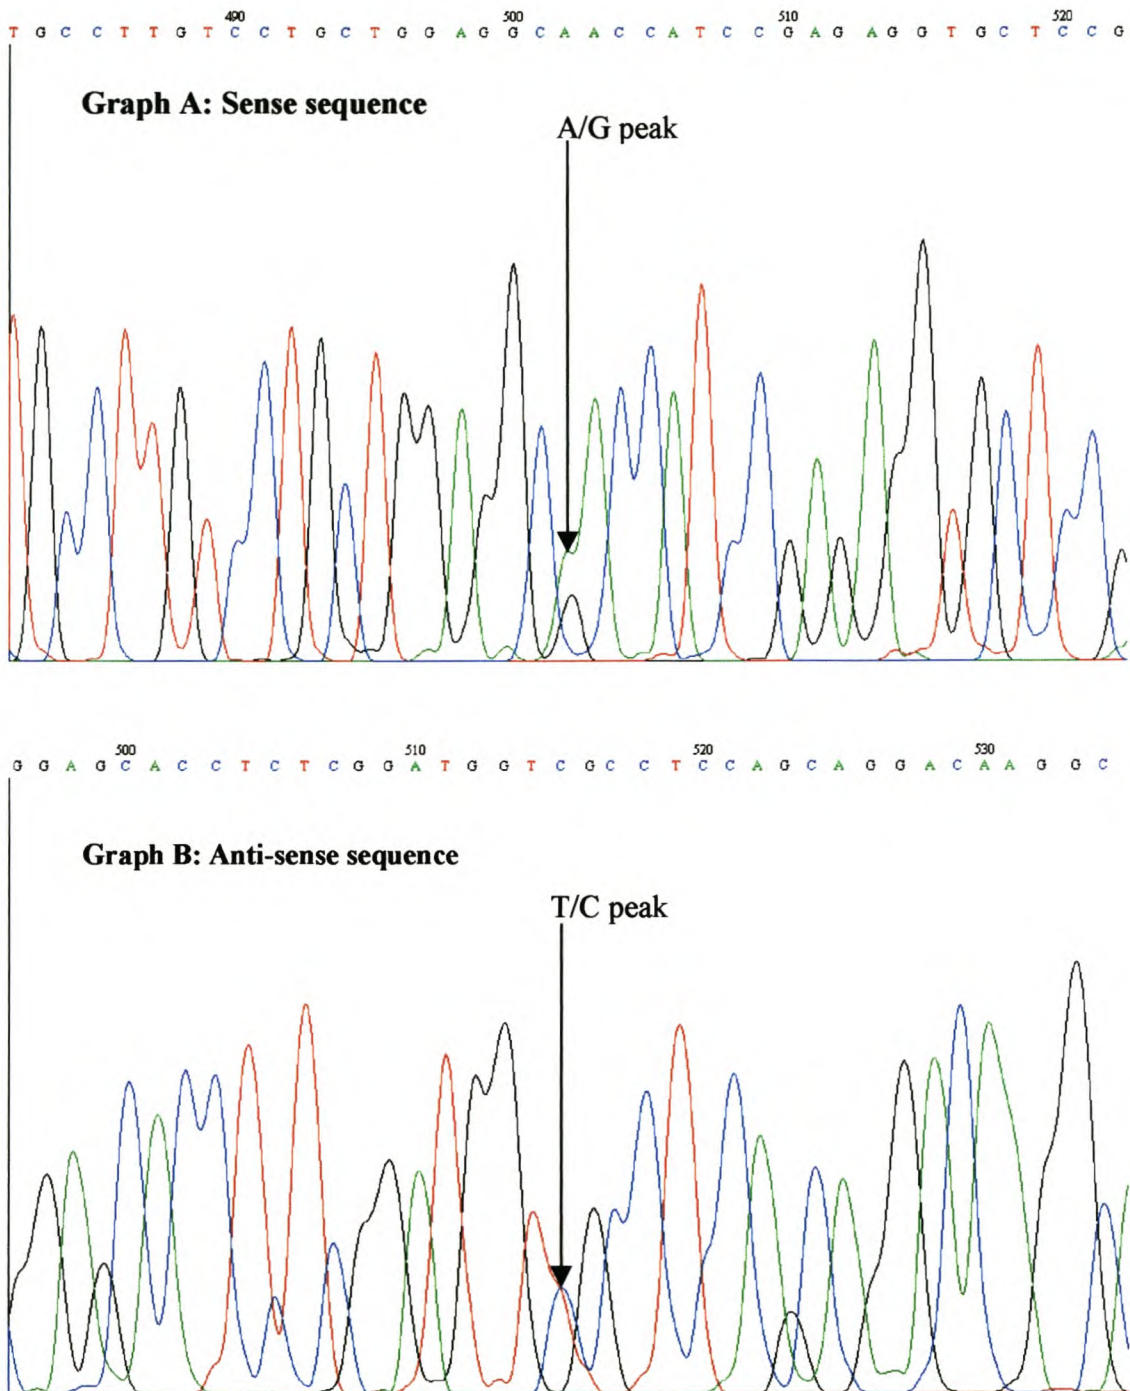 490 500 510 520
T G C C T T G T C C T G C T G G A G G C A A C C A T C C G A G A G G T G C T C C G
Graph A: Sense sequence
A/G peak
500 510 520 530
G G A G C A C C T C T C G G A T G G T C G C C T C C A G C A G G A C A A G G C
Graph B: Anti-sense sequence
T/C peak